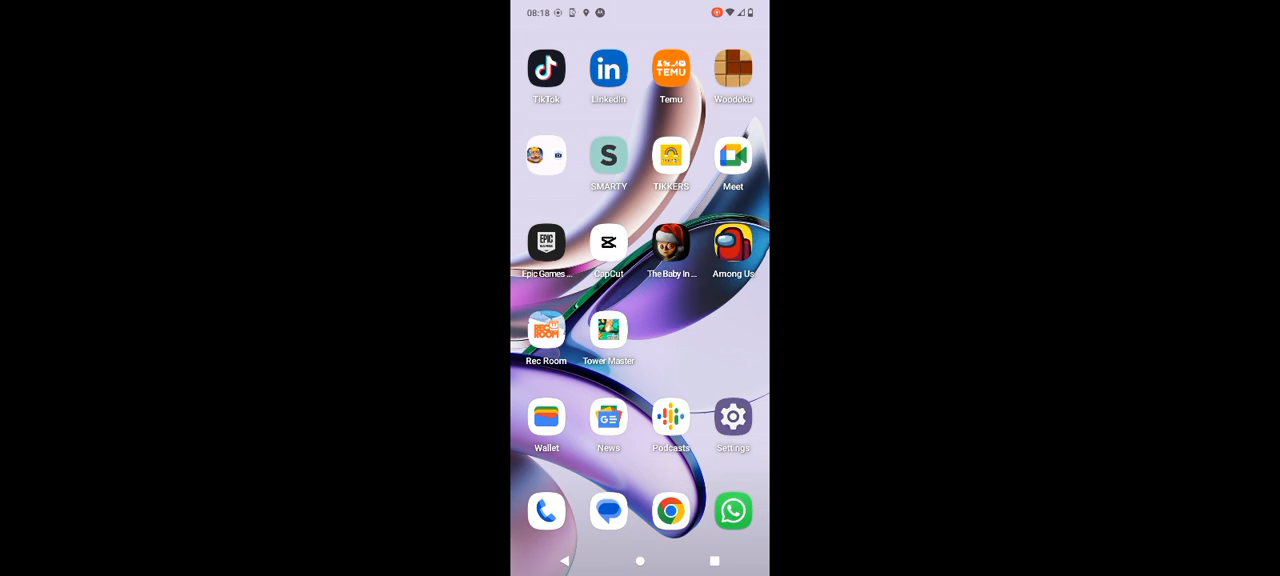 08:18
TikTok LinkedIn Temu Woodoku
SMARTY TIKKERS Meet
Epic Games ... CapCut The Baby In ... Among Us
Rec Room Tower Master
Wallet News Podcasts Settings